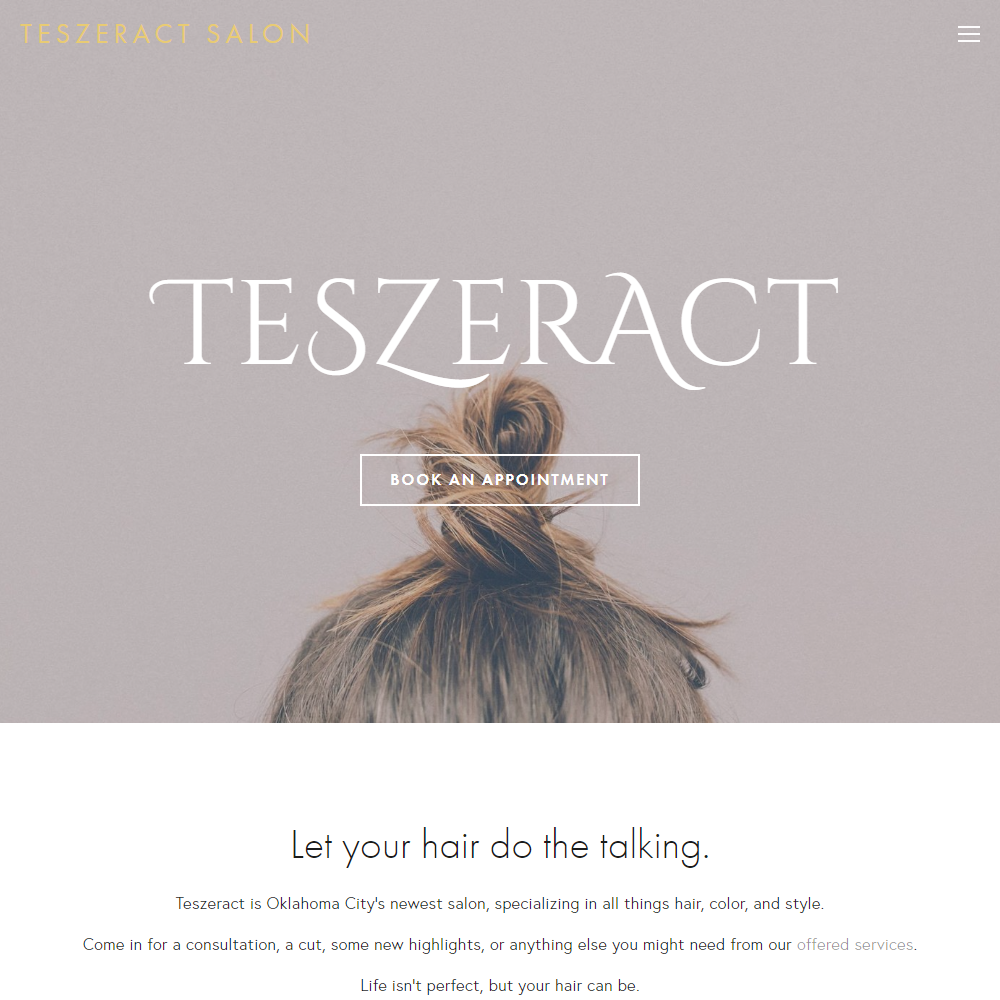 TESZERACT SALON
TESZERACT
BOOK AN APPOINTMENT
Let your hair do the talking.
Teszeract is Oklahoma City's newest salon, specializing in all things hair, color, and style.
Come in for a consultation, a cut, some new highlights, or anything else you might need from our offered services.
Life isn't perfect, but your hair can be.